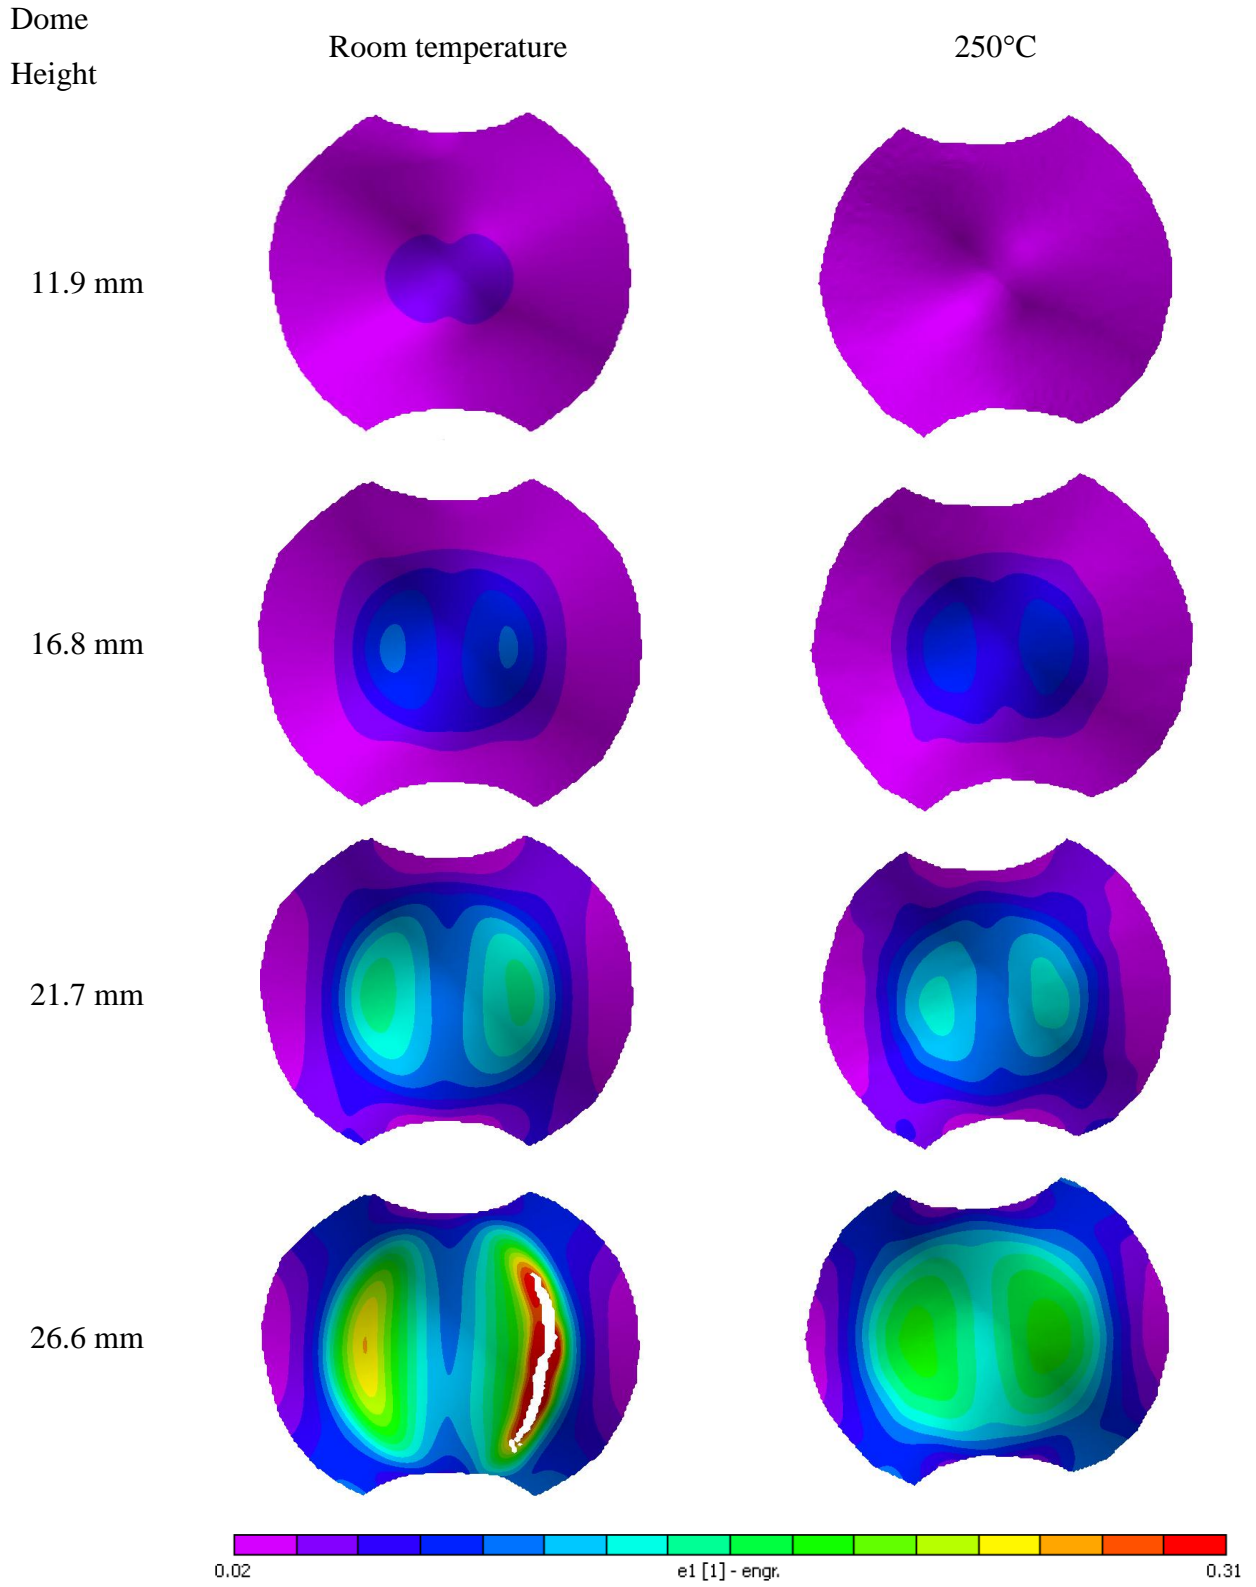 Dome
Height
Room temperature
250°C
11.9 mm
16.8 mm
21.7 mm
26.6 mm
0.02
e1 [1] - engr.
0.31